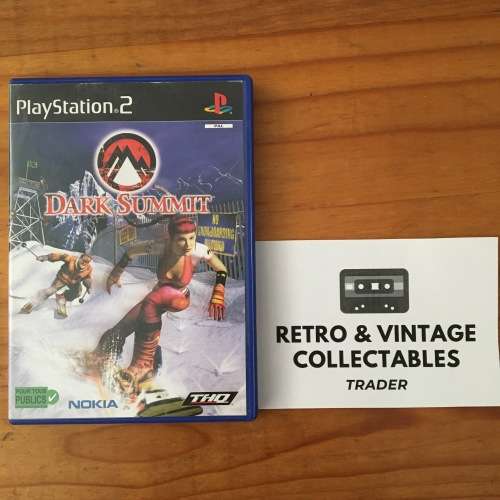 PlayStation 2
PAL
DARK SUMMIT
NO
SNOWBOARDING
POUR TOUS
PUBLICS
NOKIA
THQ
RETRO & VINTAGE
COLLECTABLES
TRADER